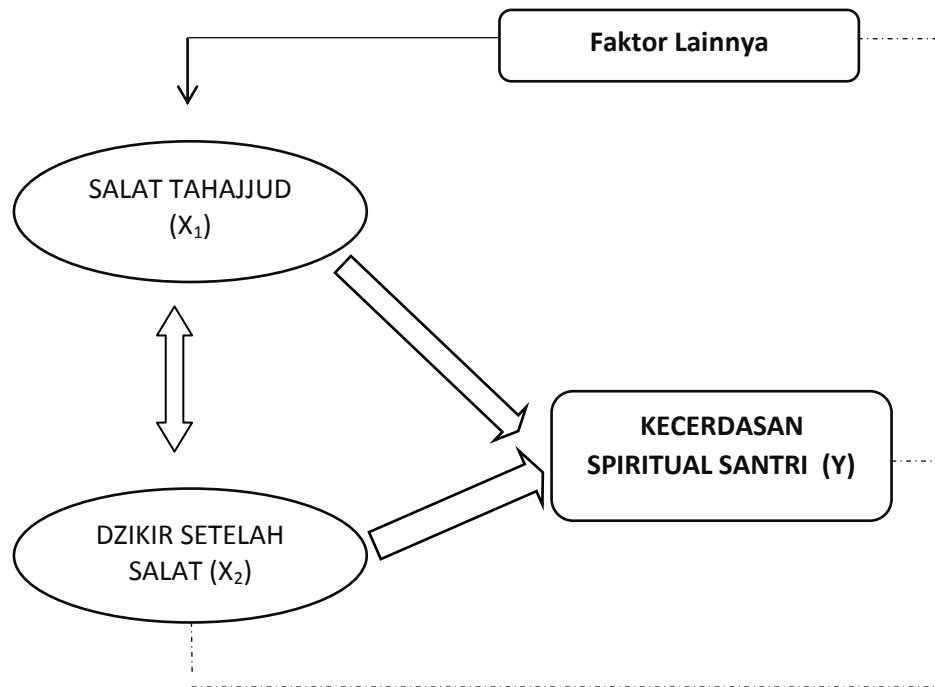 Faktor Lainnya
SALAT TAHAJJUD
(X₁)
KECERDASAN
SPIRITUAL SANTRI (Y)
DZIKIR SETELAH
SALAT (X₂)